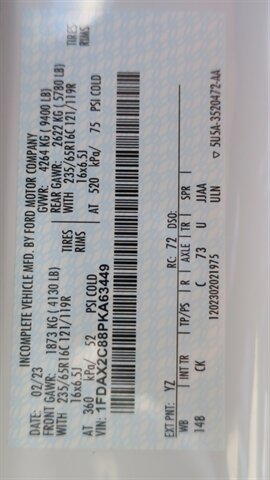 INCOMPLETE VEHICLE MFD. BY FORD MOTOR COMPANY
DATE: 02/23 GVWR: 4264 KG (9400 LB)
FRONT GAWR: 1873 KG (4130 LB) REAR GAWR: 2622 KG (5780 LB)
WITH 235/65R16C 121/119R TIRES WITH 235/65R16C 121/119R TIRES
16x6.5J RIMS 16x6.5J RIMS
AT 360 kPa/ 52 PSI COLD AT 520 kPa/ 75 PSI COLD
VIN: 1FDAX2C88PKA63449
EXT PNT: YZ RC: 72 DSO:
WB INT TR TP/PS R AXLE TR SPR
148 CK C 73 U JJAA
ULN
1202302021975
5U5A-3520472-AA